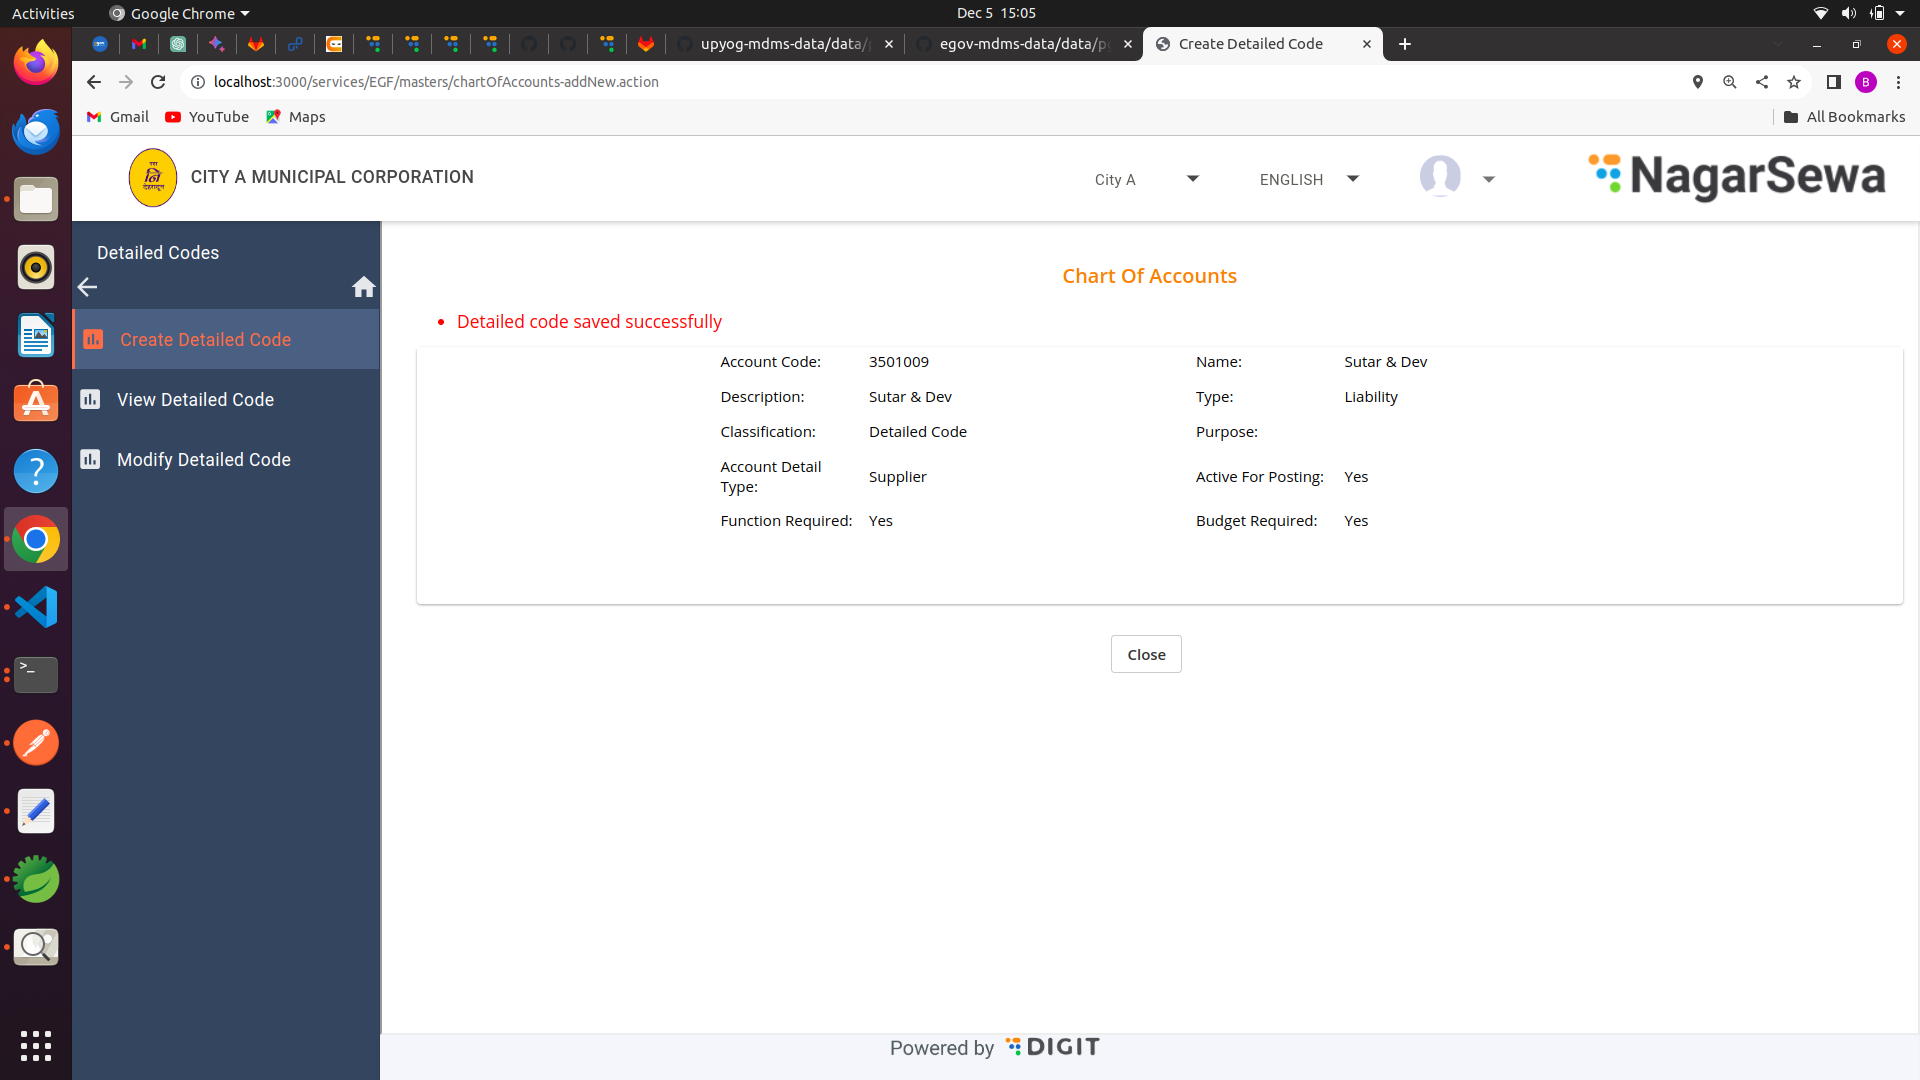 Activities
Google Chrome
Dec 5 15:05
upyog-mdms-data/data/
egov-mdms-data/data/p
Create Detailed Code
localhost:3000/services/EGF/masters/chartOfAccounts-addNew.action
B
Gmail
YouTube
Maps
All Bookmarks
CITY A MUNICIPAL CORPORATION
City A
ENGLISH
NagarSewa
Detailed Codes
Create Detailed Code
View Detailed Code
Modify Detailed Code
Chart Of Accounts
• Detailed code saved successfully
Account Code: 3501009 Name: Sutar & Dev
Description: Sutar & Dev Type: Liability
Classification: Detailed Code Purpose:
Account Detail Type: Supplier Active For Posting: Yes
Function Required: Yes Budget Required: Yes
Close
Powered by DIGIT